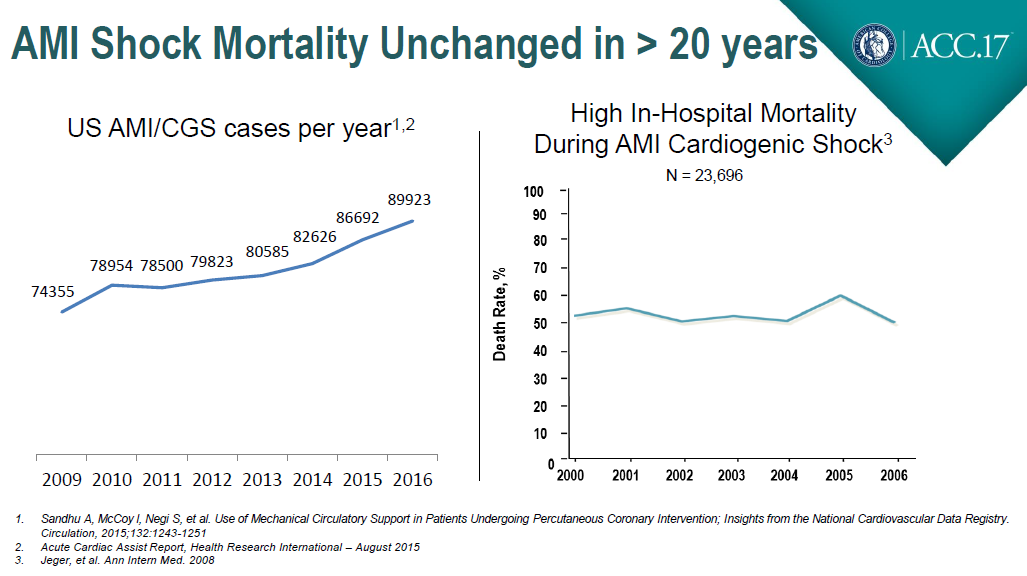 AMI Shock Mortality Unchanged in > 20 years
ACC.17
US AMI/CGS cases per year1,2
74355
78954
78500
79823
80585
82626
86692
89923
2009 2010 2011 2012 2013 2014 2015 2016
High In-Hospital Mortality
During AMI Cardiogenic Shock3
N = 23,696
Death Rate, %
100
90
80
70
60
50
40
30
20
10
0
2000 2001 2002 2003 2004 2005 2006
1. Sandhu A, McCoy I, Negi S, et al. Use of Mechanical Circulatory Support in Patients Undergoing Percutaneous Coronary Intervention; Insights from the National Cardiovascular Data Registry.
Circulation, 2015;132:1243-1251
2. Acute Cardiac Assist Report, Health Research International – August 2015
3. Jeger, et al. Ann Intern Med. 2008